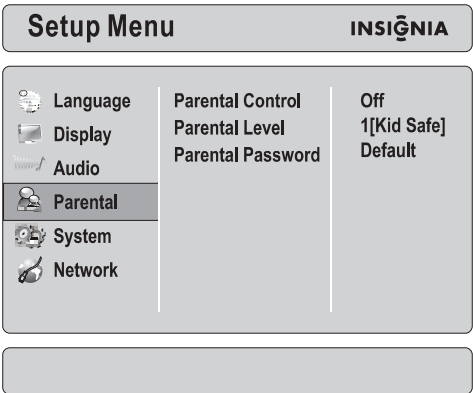 Setup Menu
INSIGNIA
Language
Display
Audio
Parental
System
Network
Parental Control
Parental Level
Parental Password
Off
1[Kid Safe]
Default